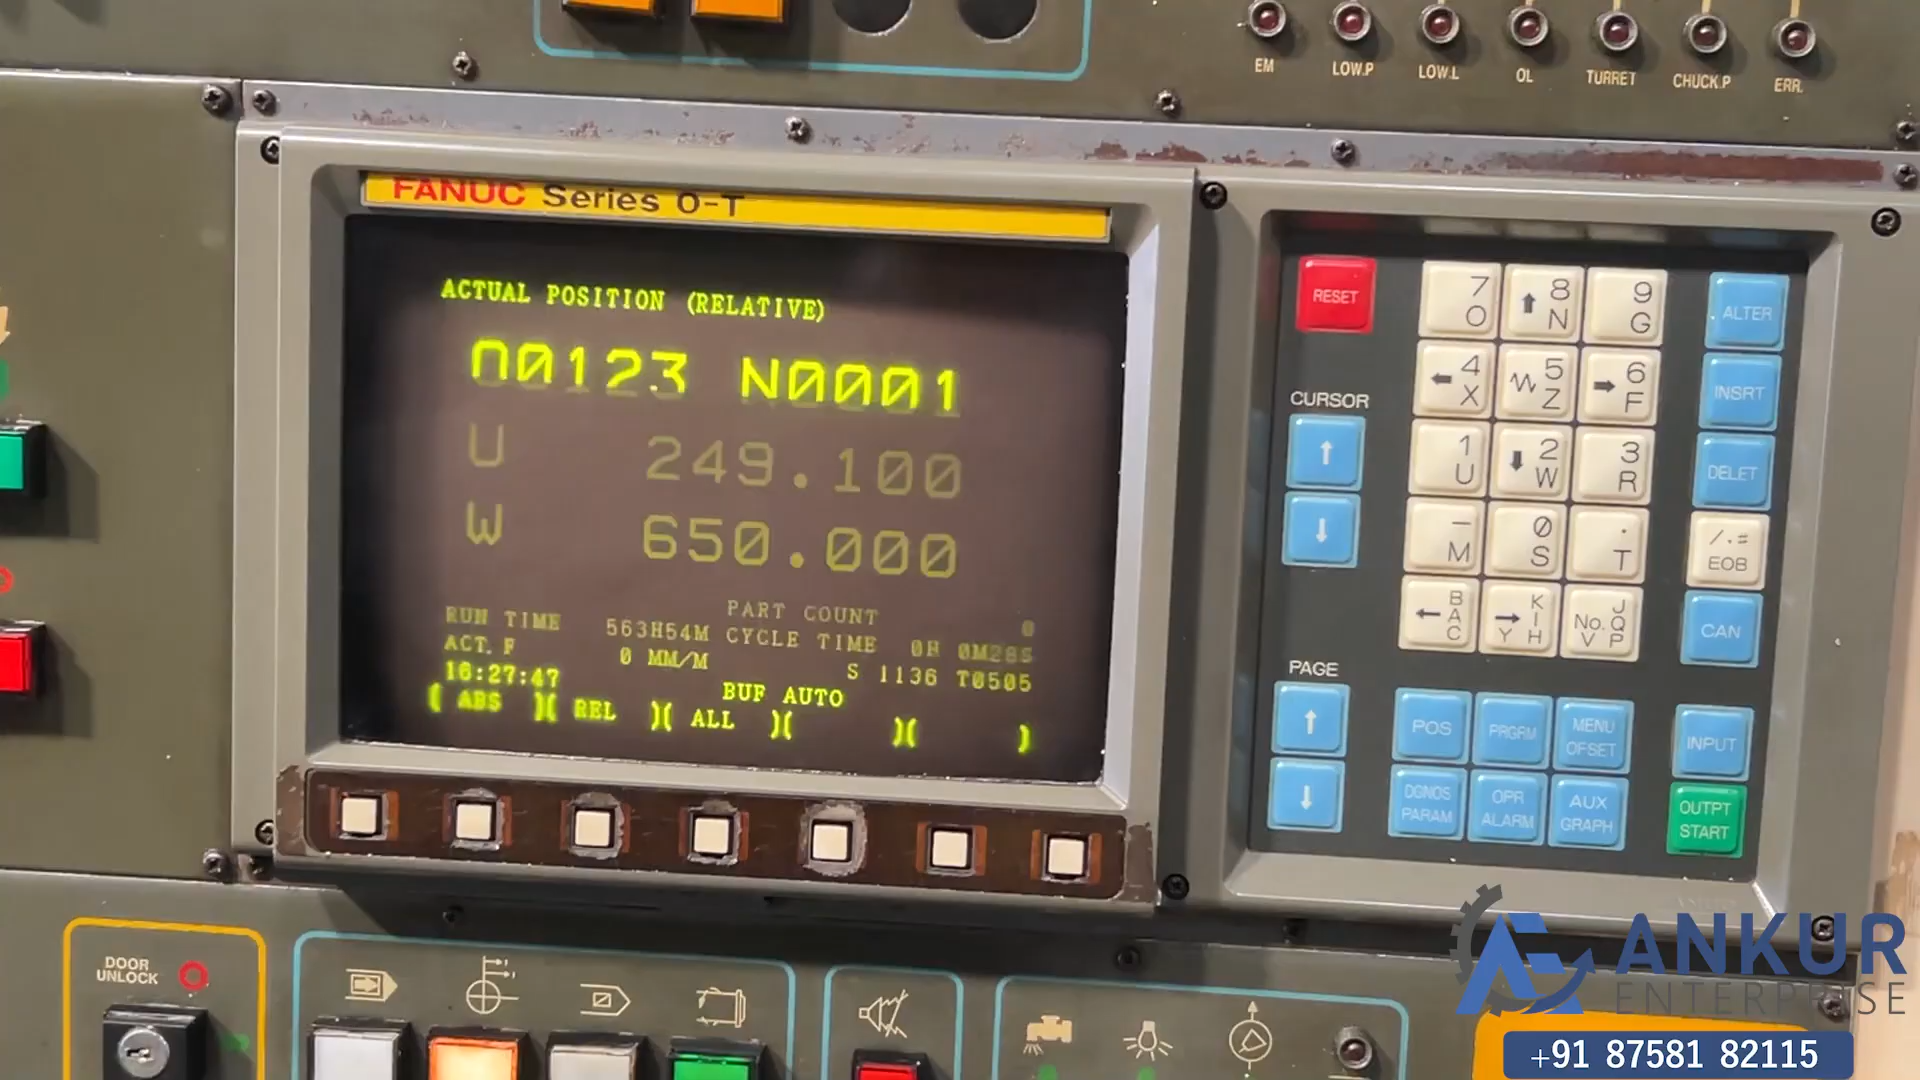 EM LOW.P LOW.L OL TURRET CHUCK.P ERR.
FANUC Series 0-T
ACTUAL POSITION (RELATIVE)
O0123 N0001
U 249.100
W 650.000
PART COUNT 0
RUN TIME 563H54M CYCLE TIME 0H 0M28S
ACT. F 0 MM/M S 1136 T0505
16:27:47 BUF AUTO
( ABS )( REL )( ALL )( )( )
RESET
7 O
8 N
9 G
ALTER
4 X
5 Z
6 F
INSRT
CURSOR
1 U
2 W
3 R
DELET
- M
0 S
. T
/.=
EOB
B A C
K I H Y
No. J Q V P
CAN
PAGE
POS
PRGRM
MENU
OFSET
INPUT
DGNOS
PARAM
OPR
ALARM
AUX
GRAPH
OUTPT
START
DOOR
UNLOCK
ANKUR
ENTERPRISE
+91 87581 82115